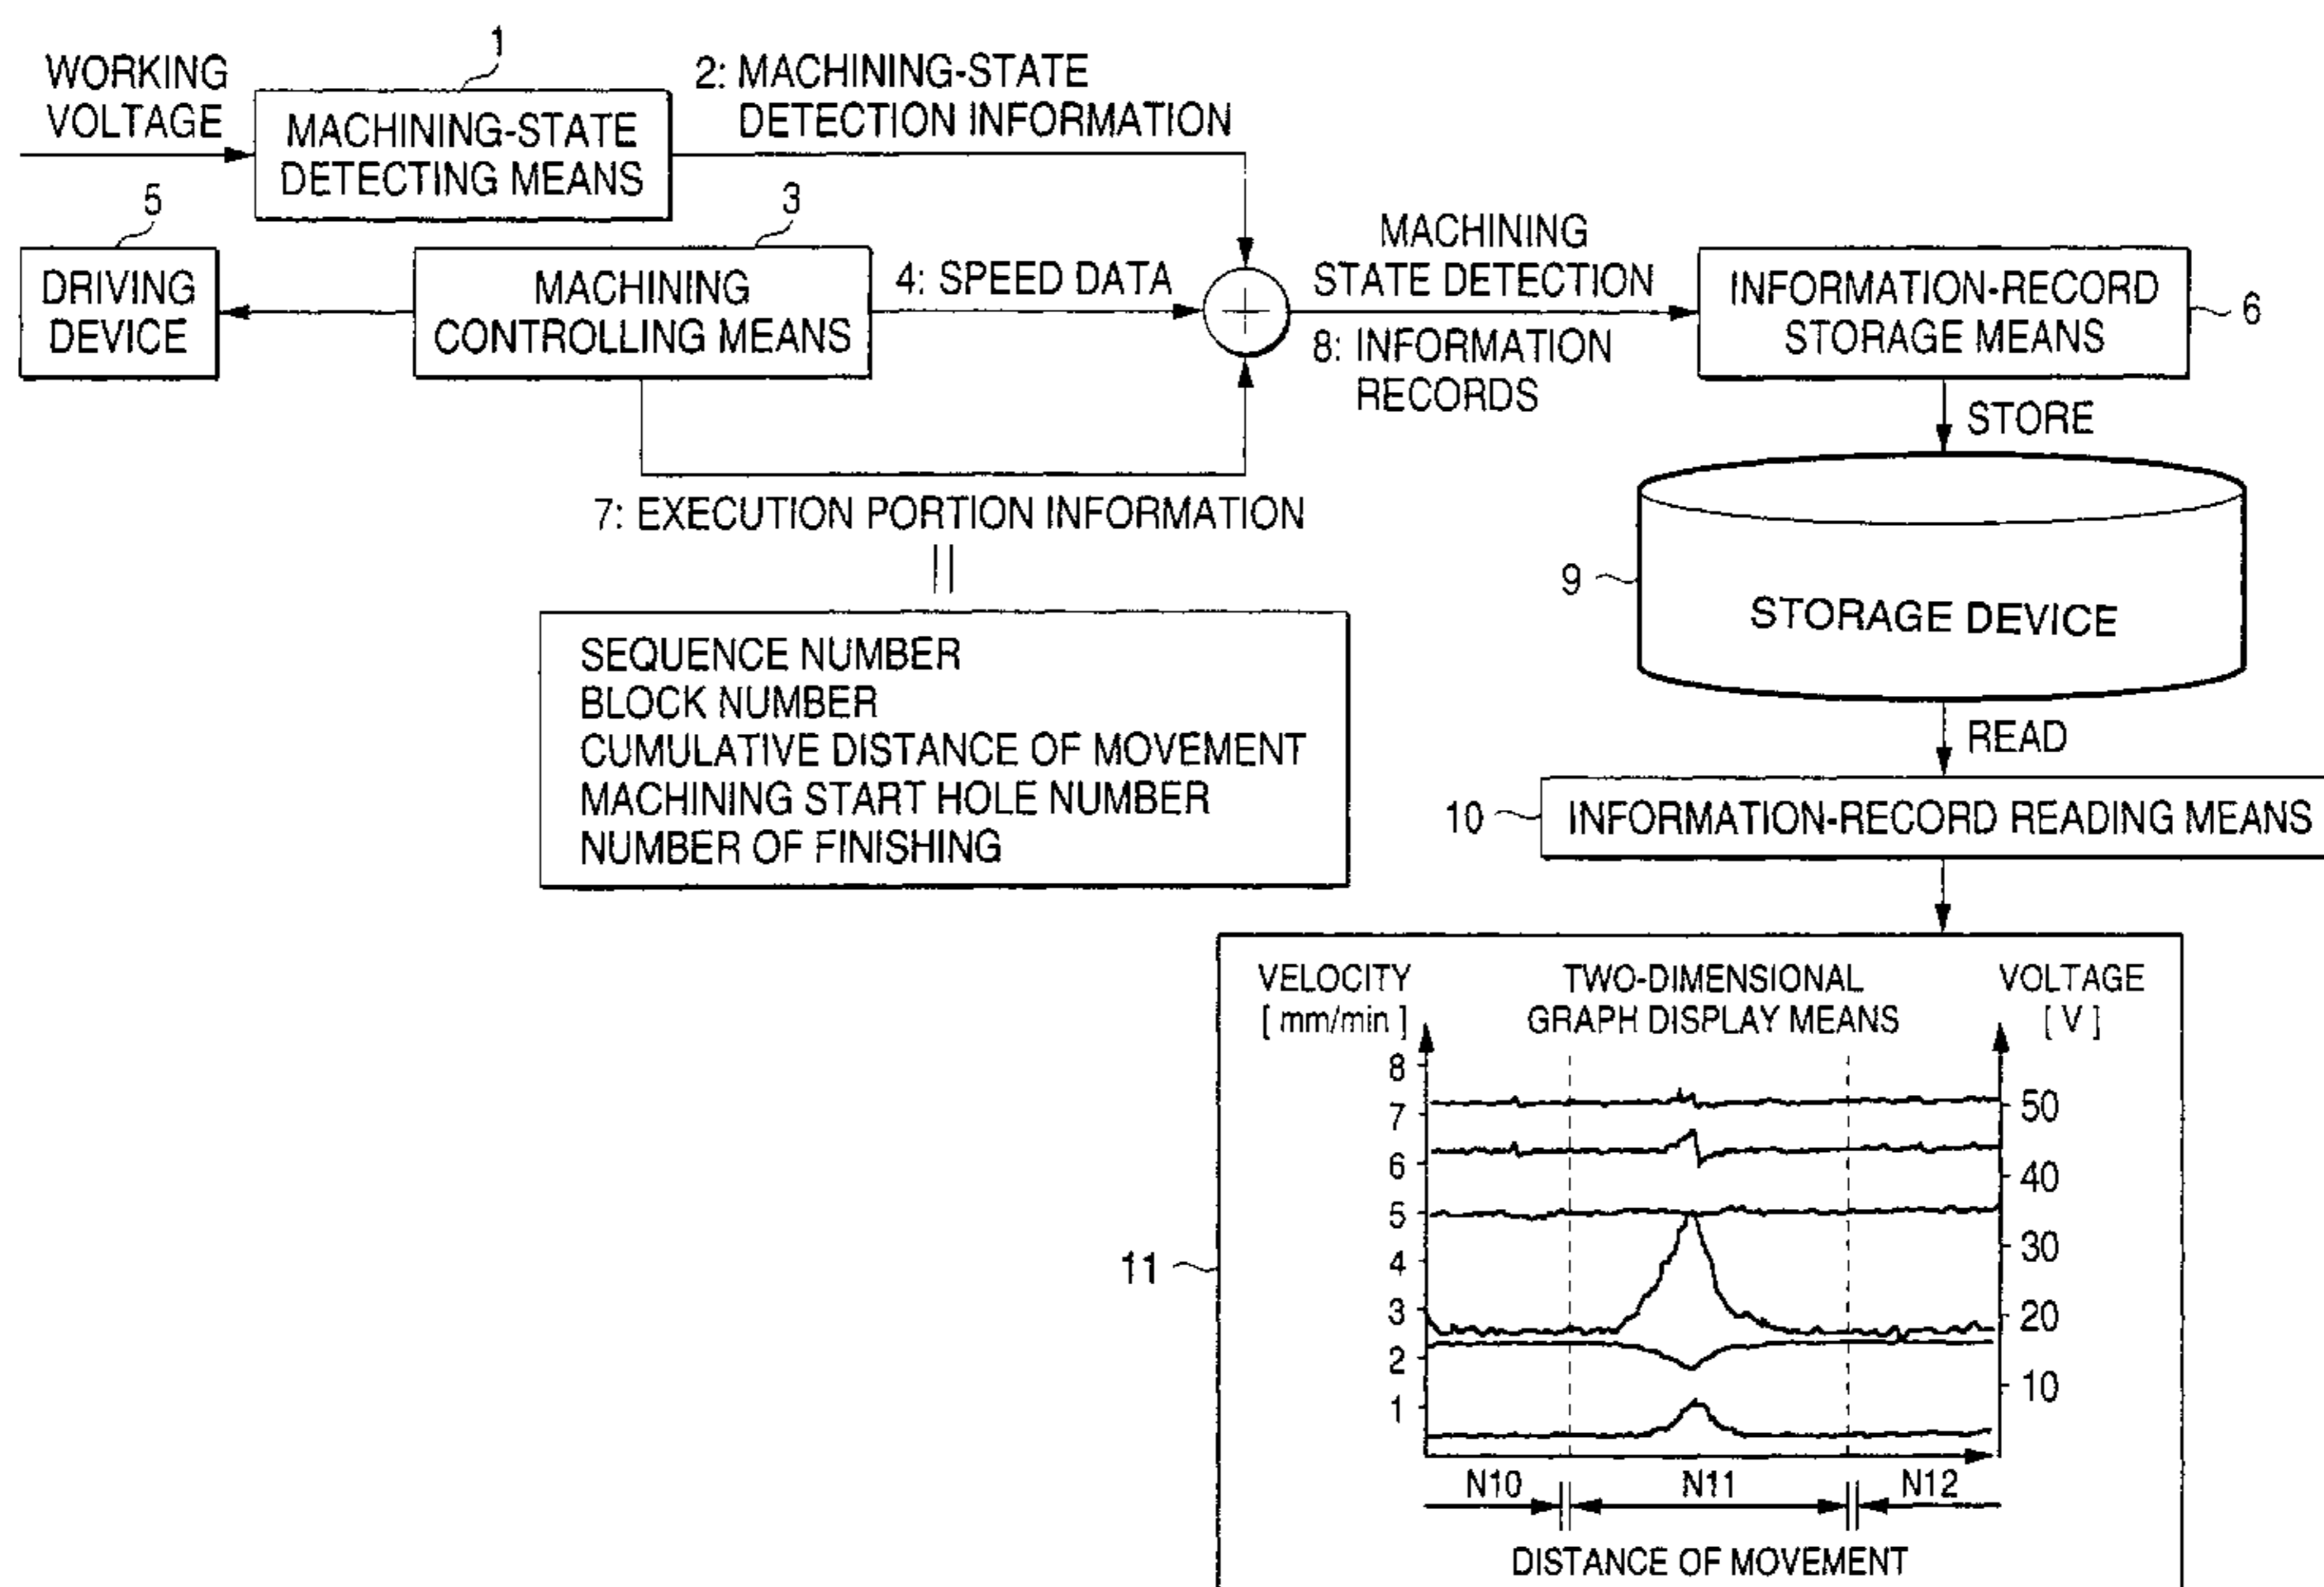 1
WORKING
VOLTAGE
MACHINING-STATE
DETECTING MEANS
2: MACHINING-STATE
DETECTION INFORMATION
5
DRIVING
DEVICE
3
MACHINING
CONTROLLING MEANS
4: SPEED DATA
MACHINING
STATE DETECTION
8: INFORMATION
RECORDS
INFORMATION-RECORD
STORAGE MEANS
6
STORE
7: EXECUTION PORTION INFORMATION
SEQUENCE NUMBER
BLOCK NUMBER
CUMULATIVE DISTANCE OF MOVEMENT
MACHINING START HOLE NUMBER
NUMBER OF FINISHING
9
STORAGE DEVICE
READ
10
INFORMATION-RECORD READING MEANS
11
VELOCITY
[ mm/min ]
TWO-DIMENSIONAL
GRAPH DISPLAY MEANS
VOLTAGE
[ V ]
8
7
6
5
4
3
2
1
50
40
30
20
10
N10 N11 N12
DISTANCE OF MOVEMENT